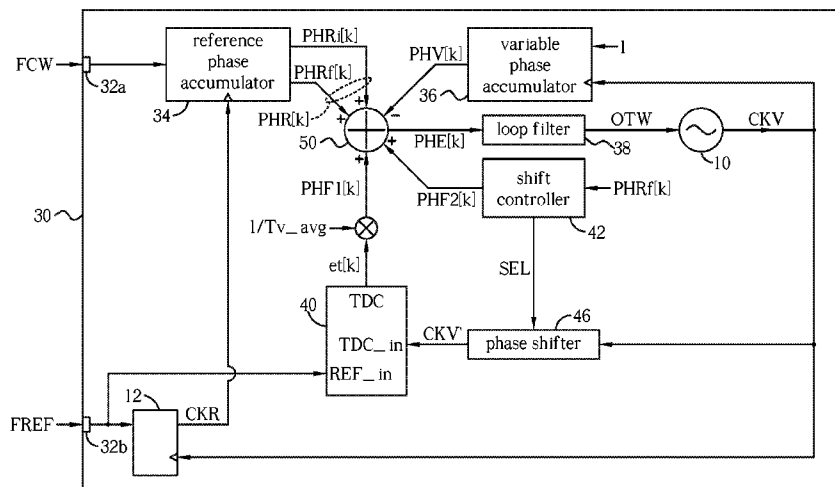 reference
phase
accumulator
PHRi[k]
PHRf[k]
PHR[k]
PHV[k]
variable
phase
accumulator
1
FCW
32a
34
36
50
+
+
−
+
+
PHE[k]
loop filter
38
OTW
10
CKV
PHF1[k]
PHF2[k]
shift
controller
PHRf[k]
42
30
1/Tv_avg
et[k]
SEL
40
TDC
TDC_in
REF_in
CKV'
46
phase shifter
12
CKR
FREF
32b